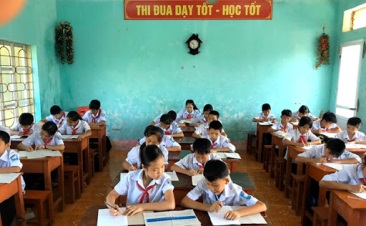 THI ĐUA DẠY TỐT - HỌC TỐT